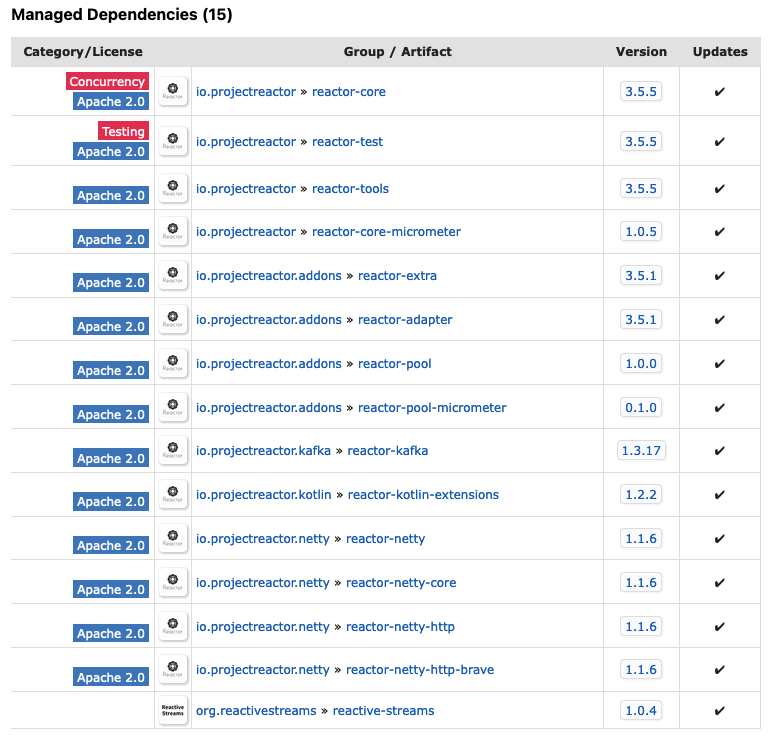 Managed Dependencies (15)
Category/License Group / Artifact Version Updates
Concurrency
Apache 2.0 Reactor io.projectreactor » reactor-core 3.5.5 ✔
Testing
Apache 2.0 Reactor io.projectreactor » reactor-test 3.5.5 ✔
Apache 2.0 Reactor io.projectreactor » reactor-tools 3.5.5 ✔
Apache 2.0 Reactor io.projectreactor » reactor-core-micrometer 1.0.5 ✔
Apache 2.0 Reactor io.projectreactor.addons » reactor-extra 3.5.1 ✔
Apache 2.0 Reactor io.projectreactor.addons » reactor-adapter 3.5.1 ✔
Apache 2.0 Reactor io.projectreactor.addons » reactor-pool 1.0.0 ✔
Apache 2.0 Reactor io.projectreactor.addons » reactor-pool-micrometer 0.1.0 ✔
Apache 2.0 Reactor io.projectreactor.kafka » reactor-kafka 1.3.17 ✔
Apache 2.0 Reactor io.projectreactor.kotlin » reactor-kotlin-extensions 1.2.2 ✔
Apache 2.0 Reactor io.projectreactor.netty » reactor-netty 1.1.6 ✔
Apache 2.0 Reactor io.projectreactor.netty » reactor-netty-core 1.1.6 ✔
Apache 2.0 Reactor io.projectreactor.netty » reactor-netty-http 1.1.6 ✔
Apache 2.0 Reactor io.projectreactor.netty » reactor-netty-http-brave 1.1.6 ✔
Reactive Streams org.reactivestreams » reactive-streams 1.0.4 ✔